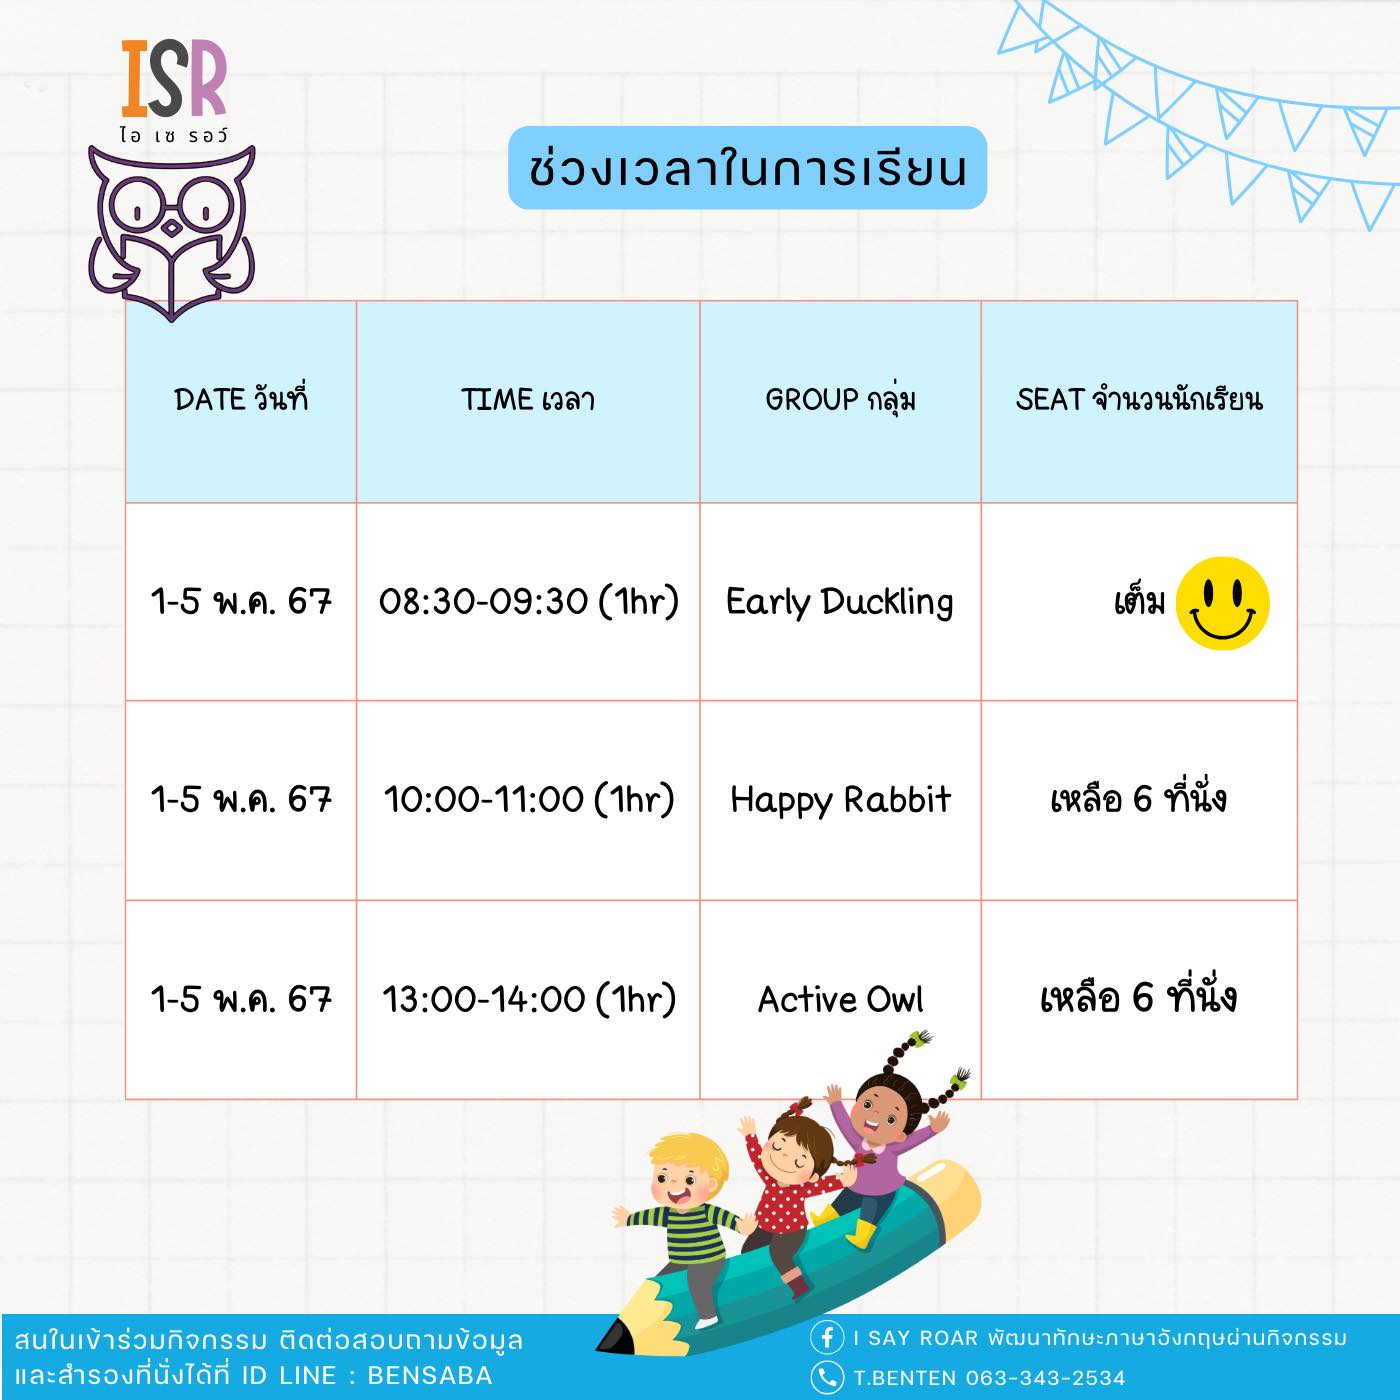 ISR
ไอ เซ รอว์
ช่วงเวลาในการเรียน
DATE วันที่ TIME เวลา GROUP กลุ่ม SEAT จำนวนนักเรียน
1-5 พ.ค. 67 08:30-09:30 (1hr) Early Duckling เต็ม
1-5 พ.ค. 67 10:00-11:00 (1hr) Happy Rabbit เหลือ 6 ที่นั่ง
1-5 พ.ค. 67 13:00-14:00 (1hr) Active Owl เหลือ 6 ที่นั่ง
สนในเข้าร่วมกิจกรรม ติดต่อสอบถามข้อมูล
และสำรองที่นั่งได้ที่ ID LINE : BENSABA
I SAY ROAR พัฒนาทักษะภาษาอังกฤษผ่านกิจกรรม
T.BENTEN 063-343-2534